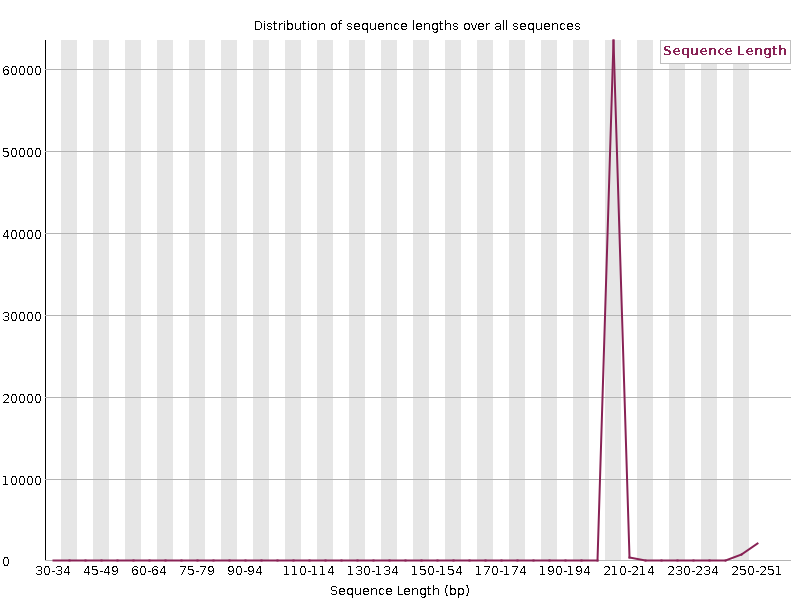 Distribution of sequence lengths over all sequences
Sequence Length
60000
50000
40000
30000
20000
10000
0
30-34 45-49 60-64 75-79 90-94 110-114 130-134 150-154 170-174 190-194 210-214 230-234 250-251
Sequence Length (bp)